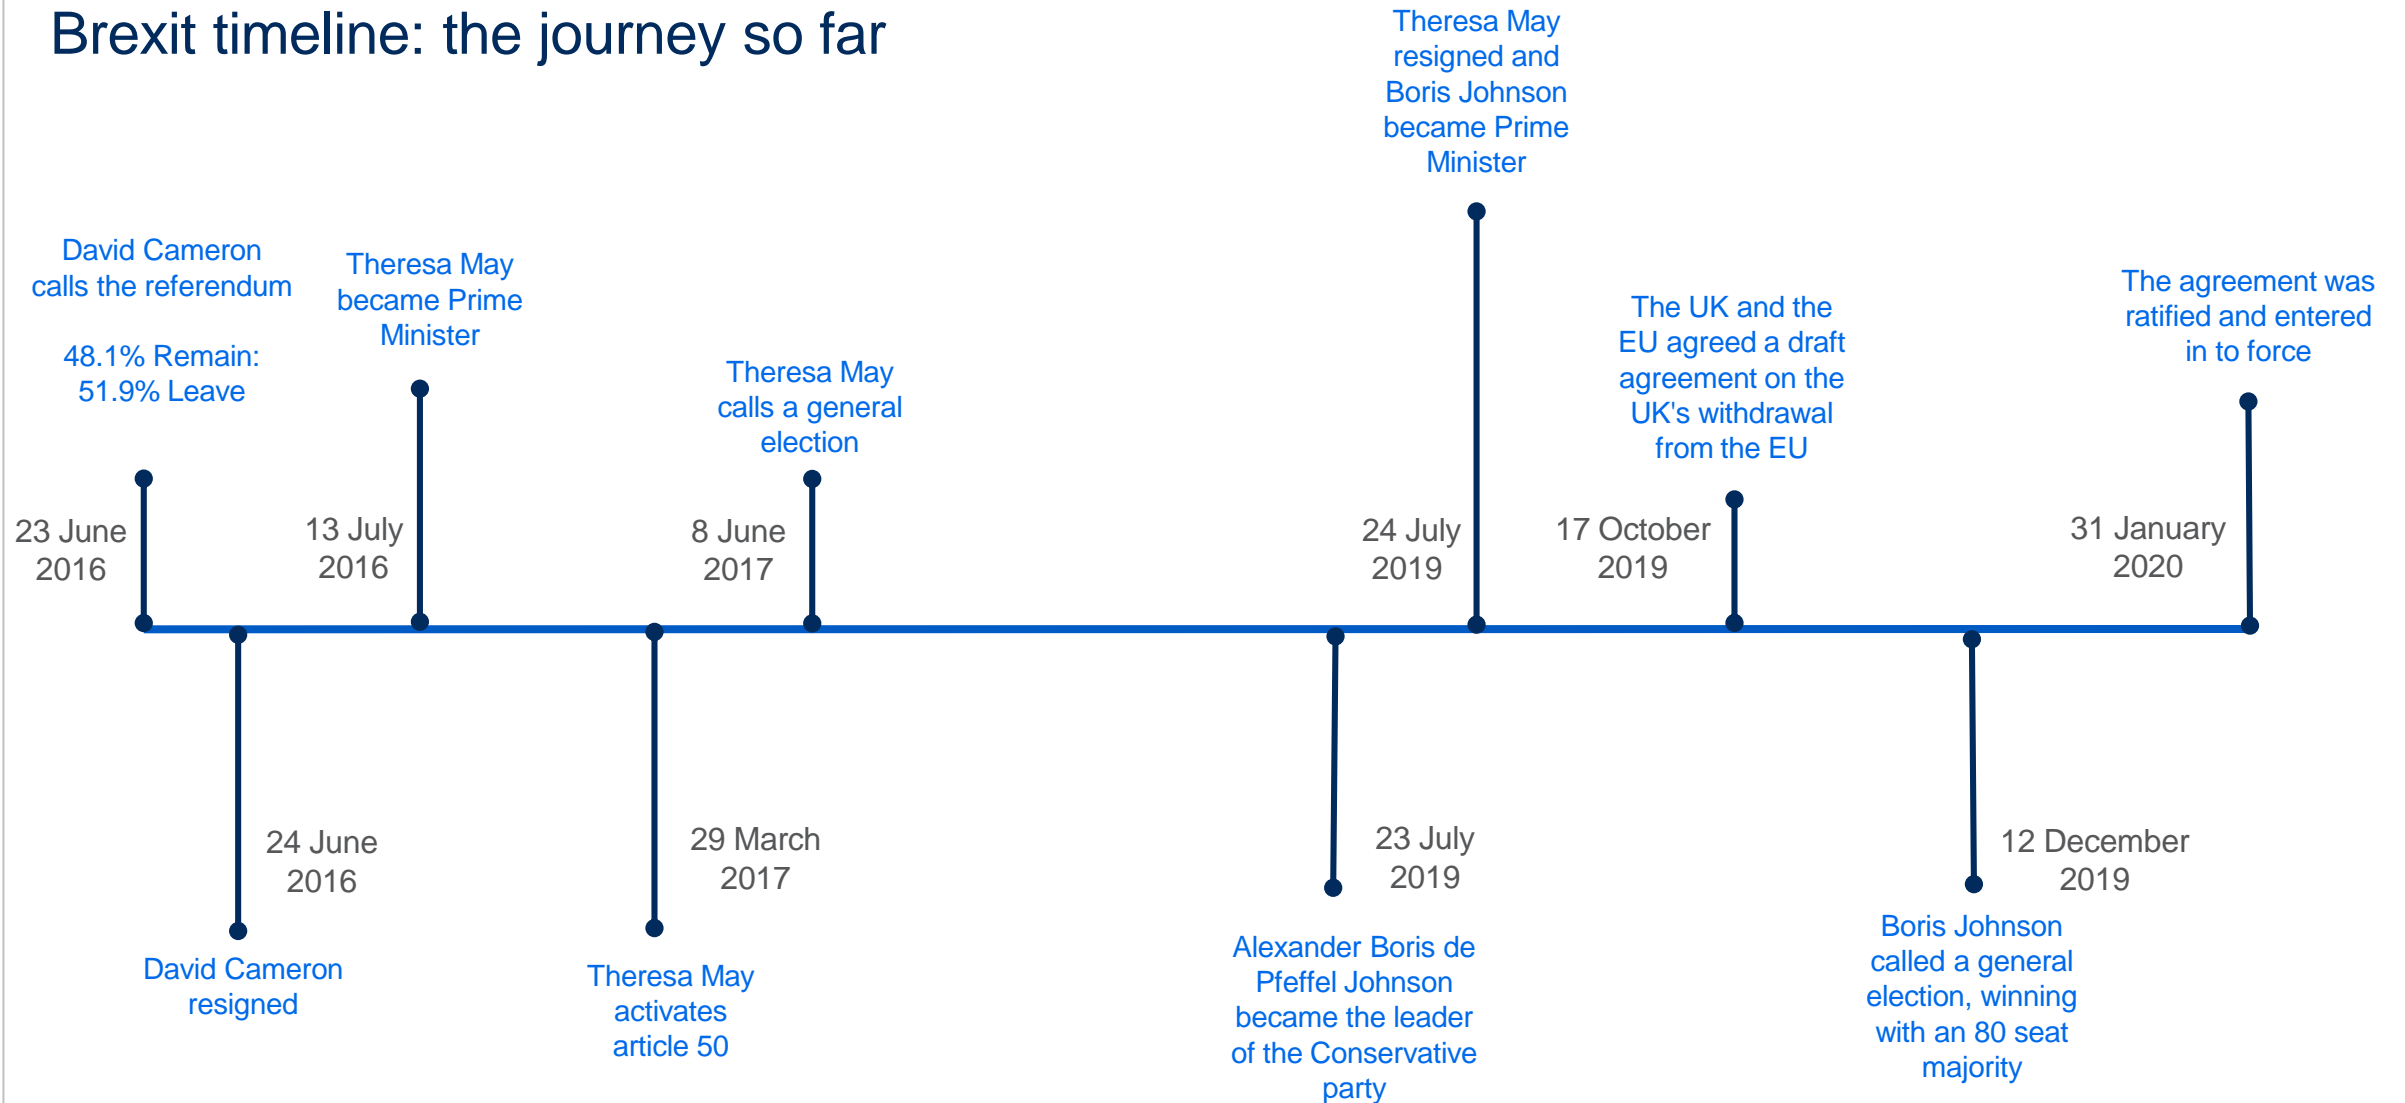 Brexit timeline: the journey so far
David Cameron
calls the referendum
48.1% Remain:
51.9% Leave
23 June
2016
24 June
2016
David Cameron
resigned
Theresa May
became Prime
Minister
13 July
2016
29 March
2017
Theresa May
activates
article 50
Theresa May
calls a general
election
8 June
2017
23 July
2019
Alexander Boris de
Pfeffel Johnson
became the leader
of the Conservative
party
Theresa May
resigned and
Boris Johnson
became Prime
Minister
24 July
2019
The UK and the
EU agreed a draft
agreement on the
UK's withdrawal
from the EU
17 October
2019
12 December
2019
Boris Johnson
called a general
election, winning
with an 80 seat
majority
The agreement was
ratified and entered
in to force
31 January
2020